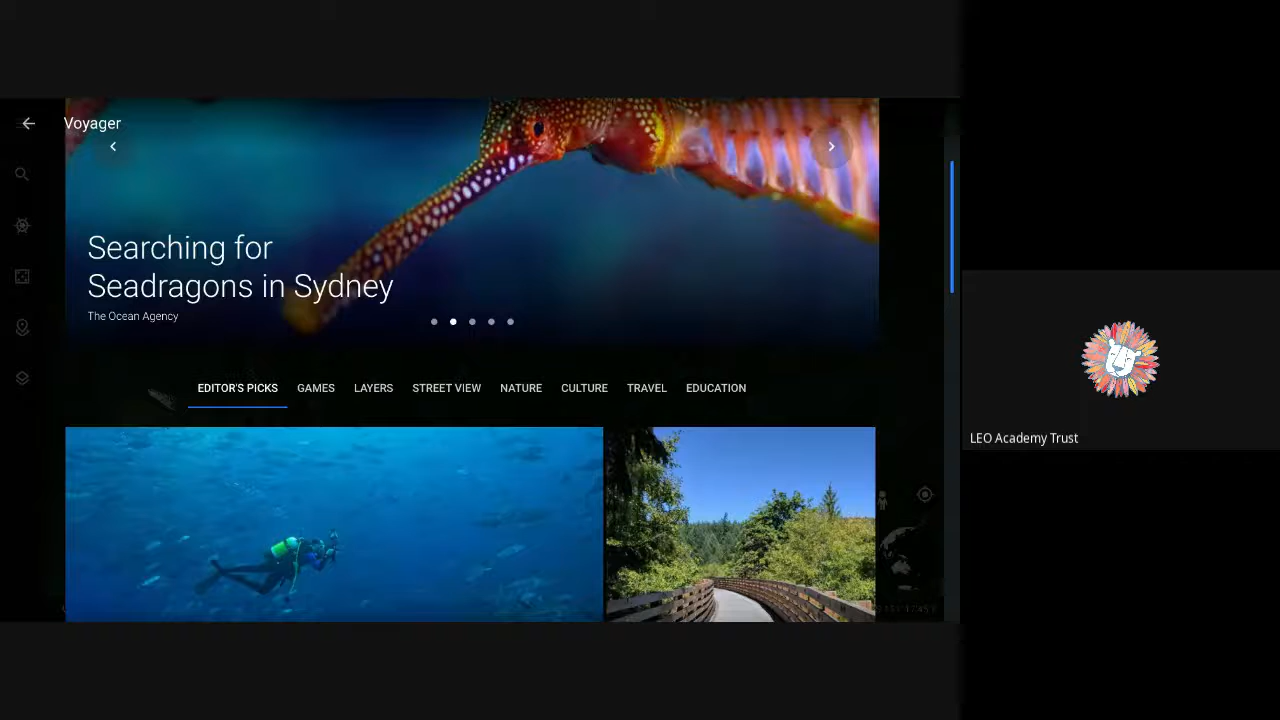 Voyager
Searching for
Seadragons in Sydney
The Ocean Agency
EDITOR'S PICKS GAMES LAYERS STREET VIEW NATURE CULTURE TRAVEL EDUCATION
LEO Academy Trust